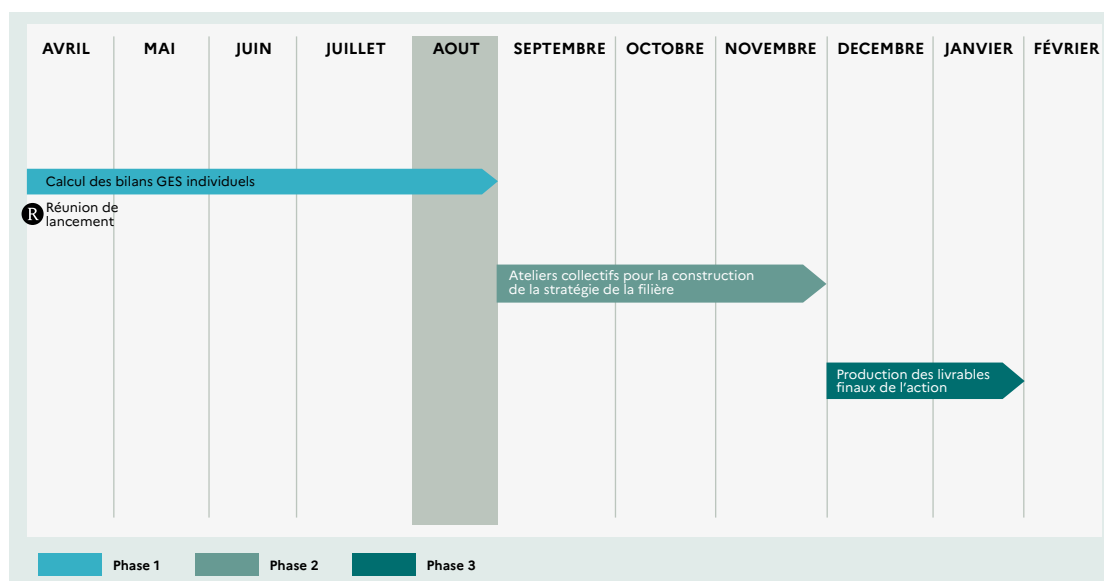 AVRIL MAI JUIN JUILLET AOUT SEPTEMBRE OCTOBRE NOVEMBRE DECEMBRE JANVIER FÉVRIER
Calcul des bilans GES individuels
R Réunion de
lancement
Ateliers collectifs pour la construction
de la stratégie de la filière
Production des livrables
finaux de l’action
Phase 1 Phase 2 Phase 3